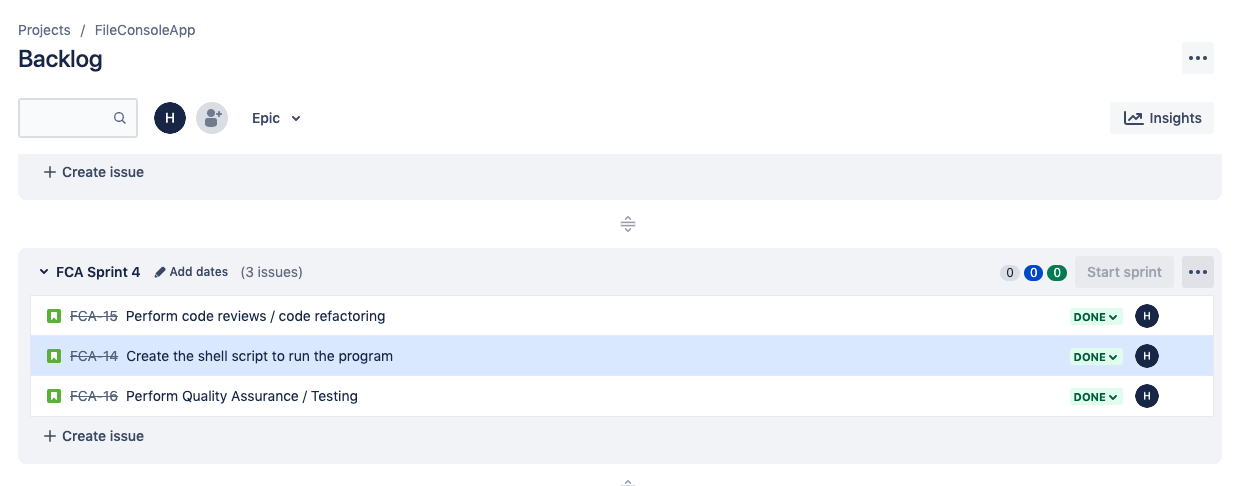 Projects / FileConsoleApp
Backlog
H Epic Insights
+ Create issue
FCA Sprint 4 Add dates (3 issues) 0 0 0 Start sprint
FCA-15 Perform code reviews / code refactoring DONE H
FCA-14 Create the shell script to run the program DONE H
FCA-16 Perform Quality Assurance / Testing DONE H
+ Create issue